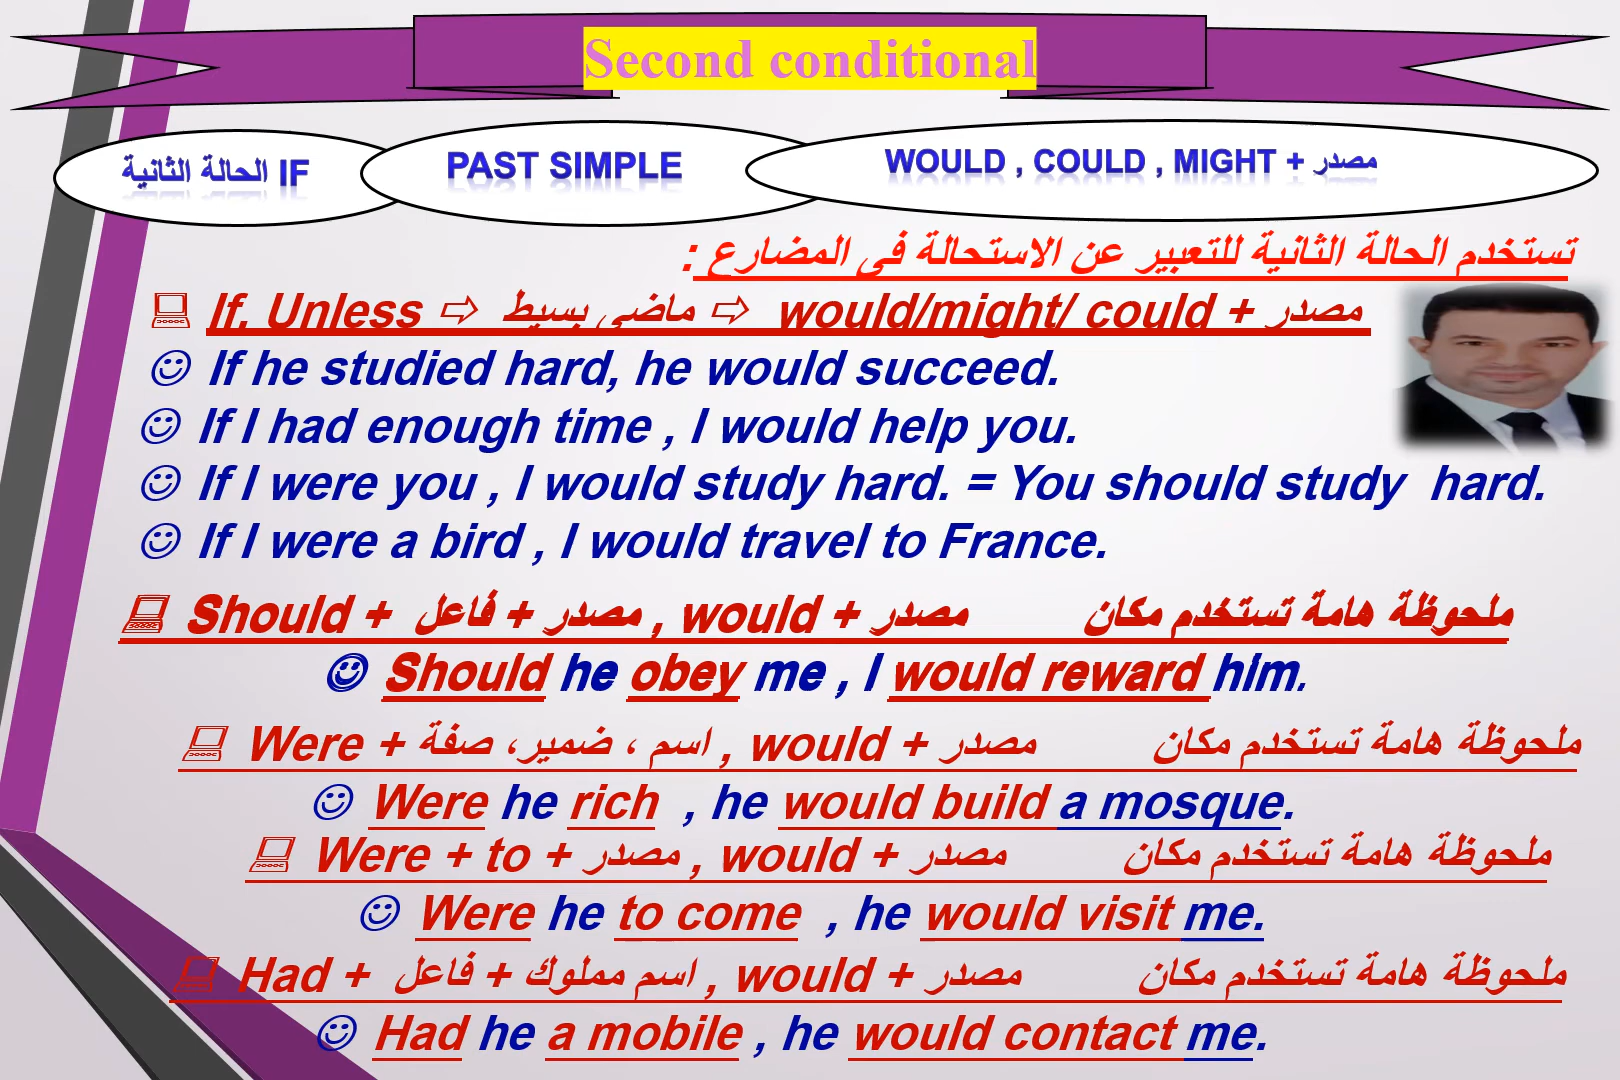 Second conditional
الحالة الثانية IF
PAST SIMPLE
WOULD , COULD , MIGHT + مصدر
تستخدم الحالة الثانية للتعبير عن الاستحالة فى المضارع :
If. Unless ⇨ ماضى بسيط ⇨ would/might/ could + مصدر
If he studied hard, he would succeed.
If I had enough time , I would help you.
If I were you , I would study hard. = You should study hard.
If I were a bird , I would travel to France.
Should + فاعل + مصدر , would + مصدر ملحوظة هامة تستخدم مكان
Should he obey me , I would reward him.
Were + اسم ، ضمير، صفة , would + مصدر ملحوظة هامة تستخدم مكان
Were he rich , he would build a mosque.
Were + to + مصدر , would + مصدر ملحوظة هامة تستخدم مكان
Were he to come , he would visit me.
Had + فاعل + اسم مملوك , would + مصدر ملحوظة هامة تستخدم مكان
Had he a mobile , he would contact me.